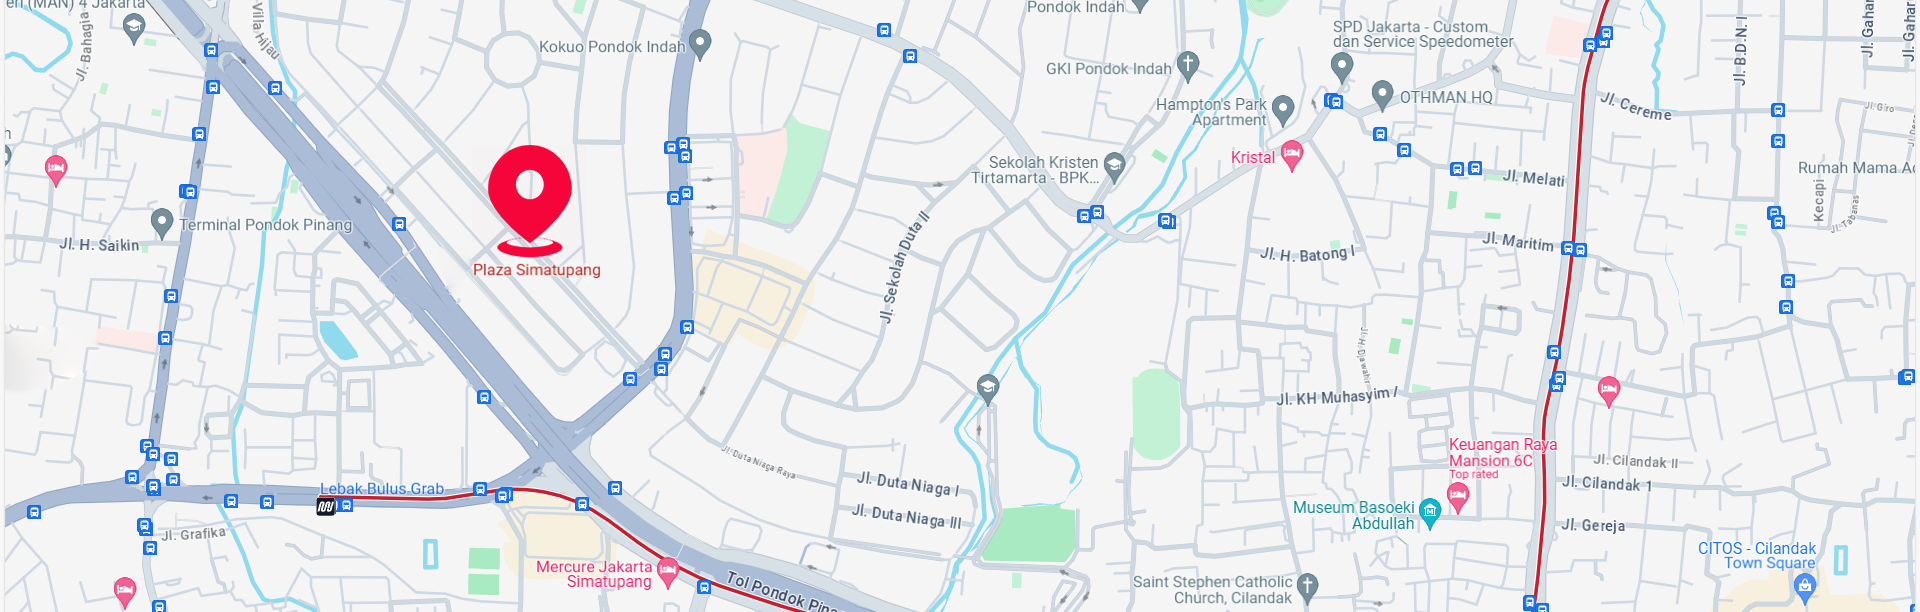 (MAN) 4 Jakarta
Jl. Bahagia
Villa Hijau
Kokuo Pondok Indah
Pondok Indah
GKI Pondok Indah
SPD Jakarta - Custom
dan Service Speedometer
Jl. B.D.N. I
Hampton's Park
Apartment
OTHMAN HQ
Jl. Cereme
Jl. Giro
Kristal
Sekolah Kristen
Tirtamarta - BPK...
Jl. Melati
Rumah Mama
Kecapi
Jl. Tabanas
Terminal Pondok Pinang
Jl. H. Saikin
Jl. Sekolah Duta II
Jl. H. Batong I
Jl. Maritim
Plaza Simatupang
Jl. H. Djawahir
Jl. KH Muhasyim
Keuangan Raya
Mansion 6C
Top rated
Jl. Cilandak II
Jl. Duta Niaga Raya
Jl. Duta Niaga I
Jl. Cilandak 1
Lebak Bulus Grab
Museum Basoeki
Abdullah
Jl. Duta Niaga III
Jl. Gereja
Jl. Grafika
CITOS - Cilandak
Town Square
Mercure Jakarta
Simatupang
Tol Pondok
Saint Stephen Catholic
Church, Cilandak